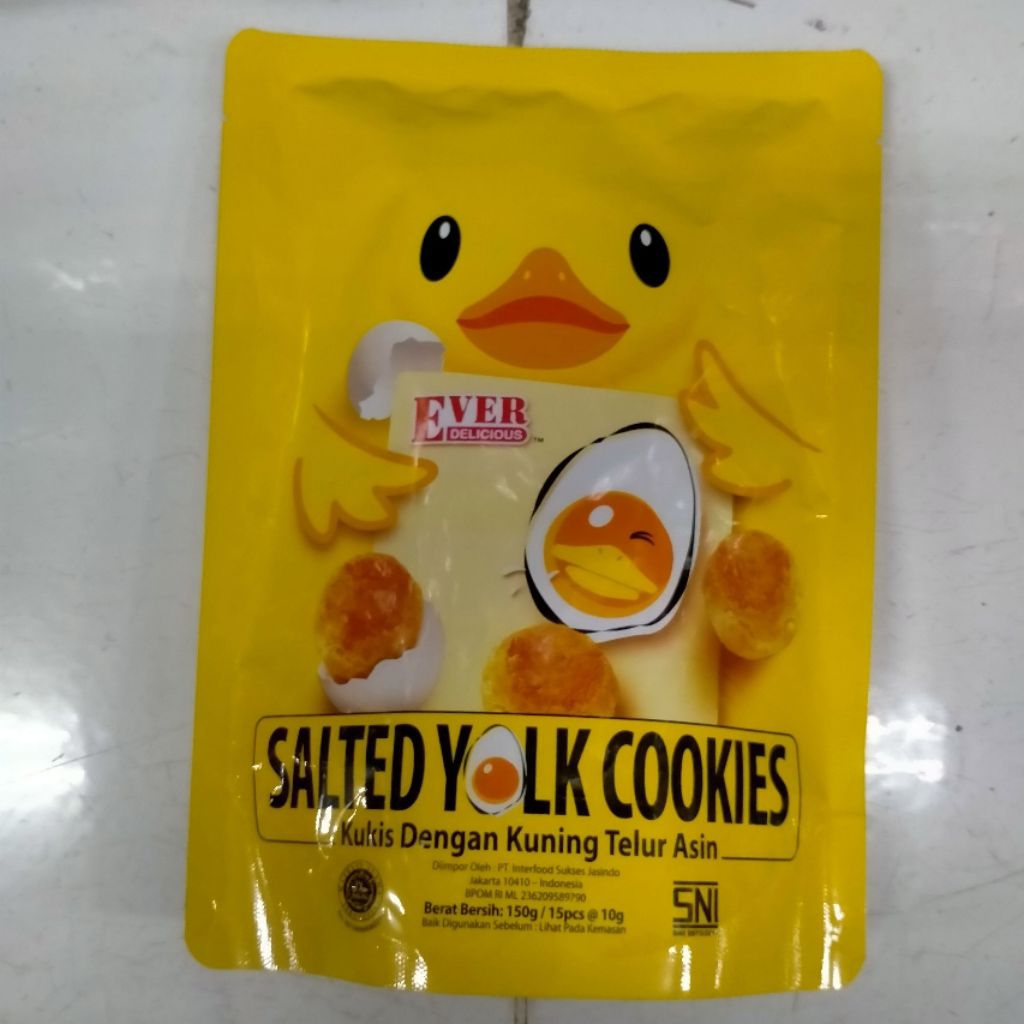 EVER
DELICIOUS ™
SALTED YOLK COOKIES
Kukis Dengan Kuning Telur Asin
Diimpor Oleh : PT. Interfood Sukses Jasindo
Jakarta 10410 – Indonesia
BPOM RI ML 236209589790
Berat Bersih: 150g / 15pcs @ 10g
Baik Digunakan Sebelum : Lihat Pada Kemasan
SNI